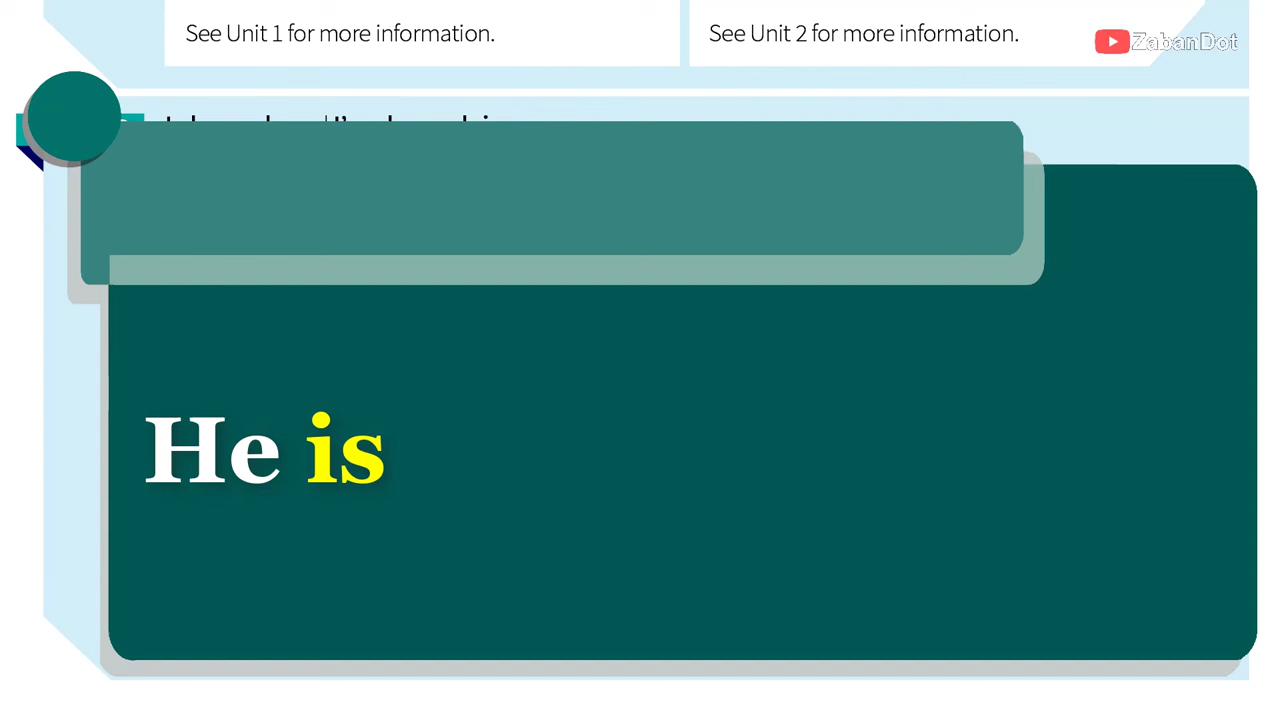 See Unit 1 for more information.
See Unit 2 for more information.
ZabanDot
He is